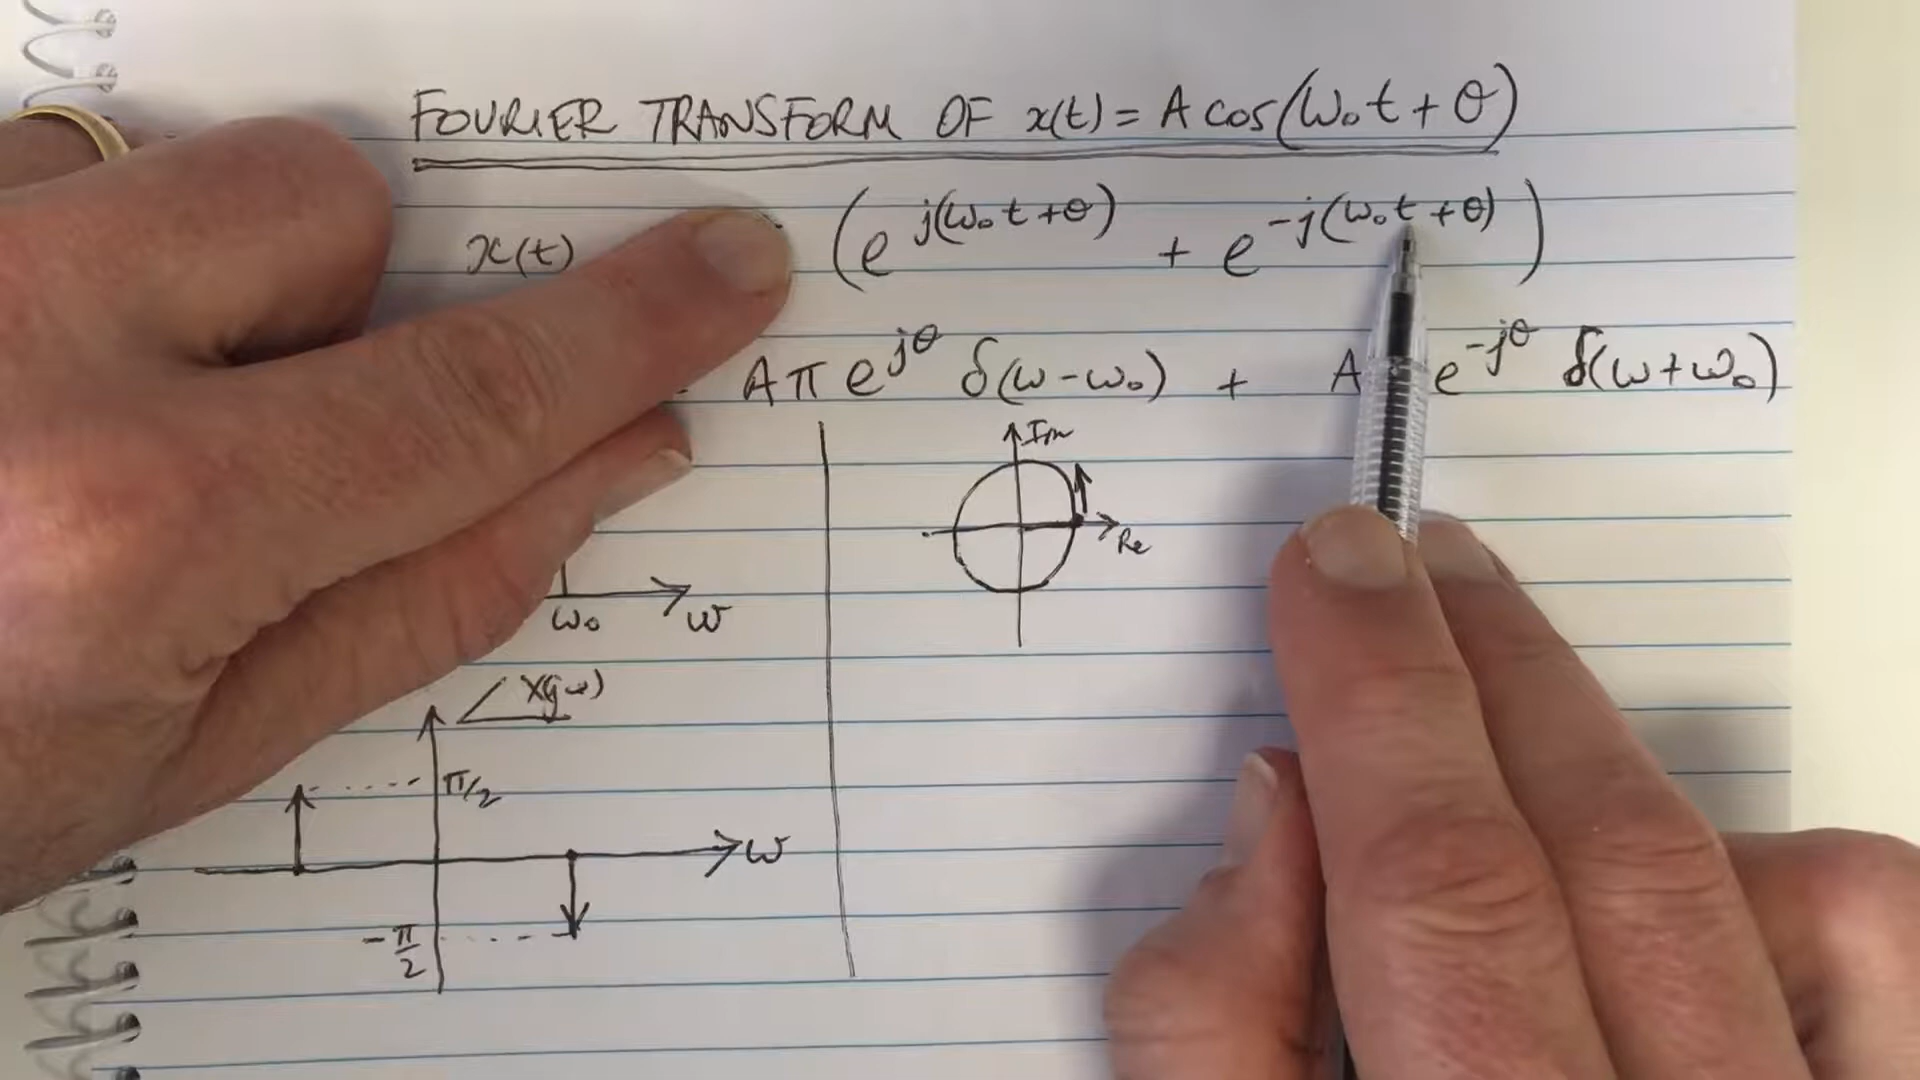 FOURIER TRANSFORM OF x(t) = A cos(ω₀t + θ)
x(t) (e^{j(ω₀t+θ)} + e^{-j(ω₀t+θ)})
Aπ e^{jθ} δ(ω-ω₀) + A e^{-jθ} δ(ω+ω₀)
Im
Re
ω₀ ω
∠X(jω)
π/2
ω
-π/2